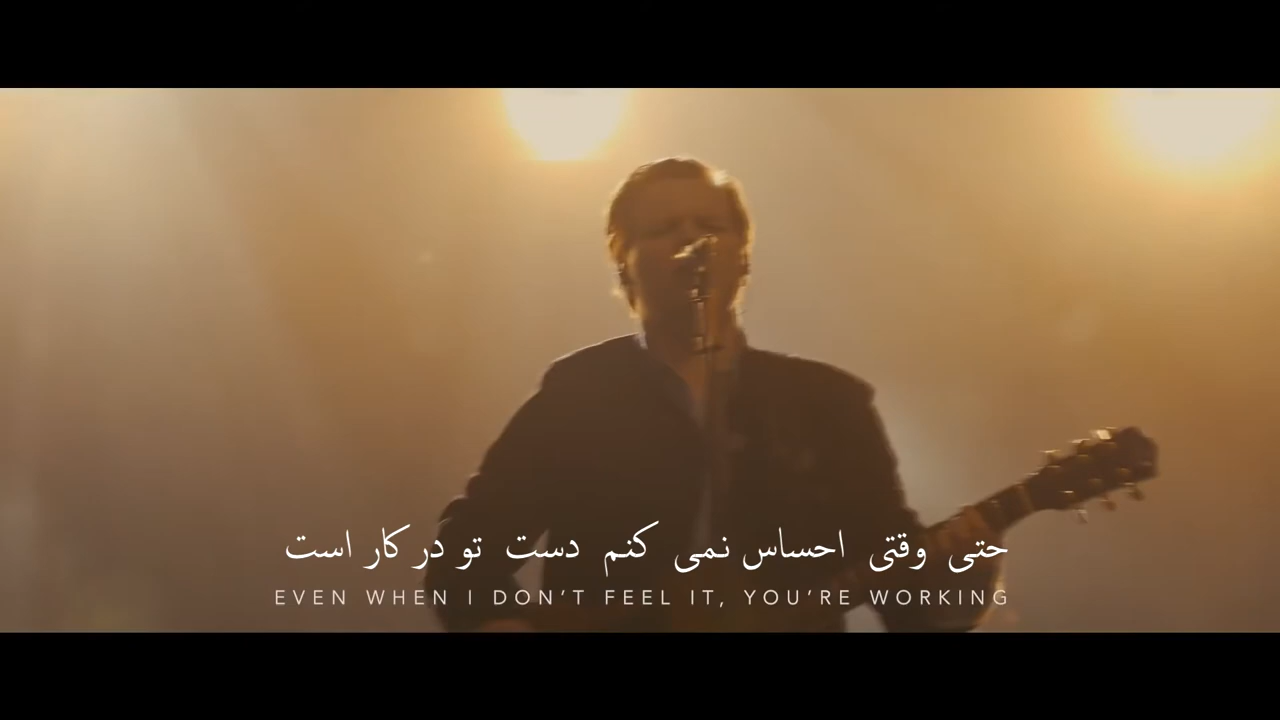 حتی وقتی احساس نمی کنم دست تو در کار است
EVEN WHEN I DON'T FEEL IT, YOU'RE WORKING